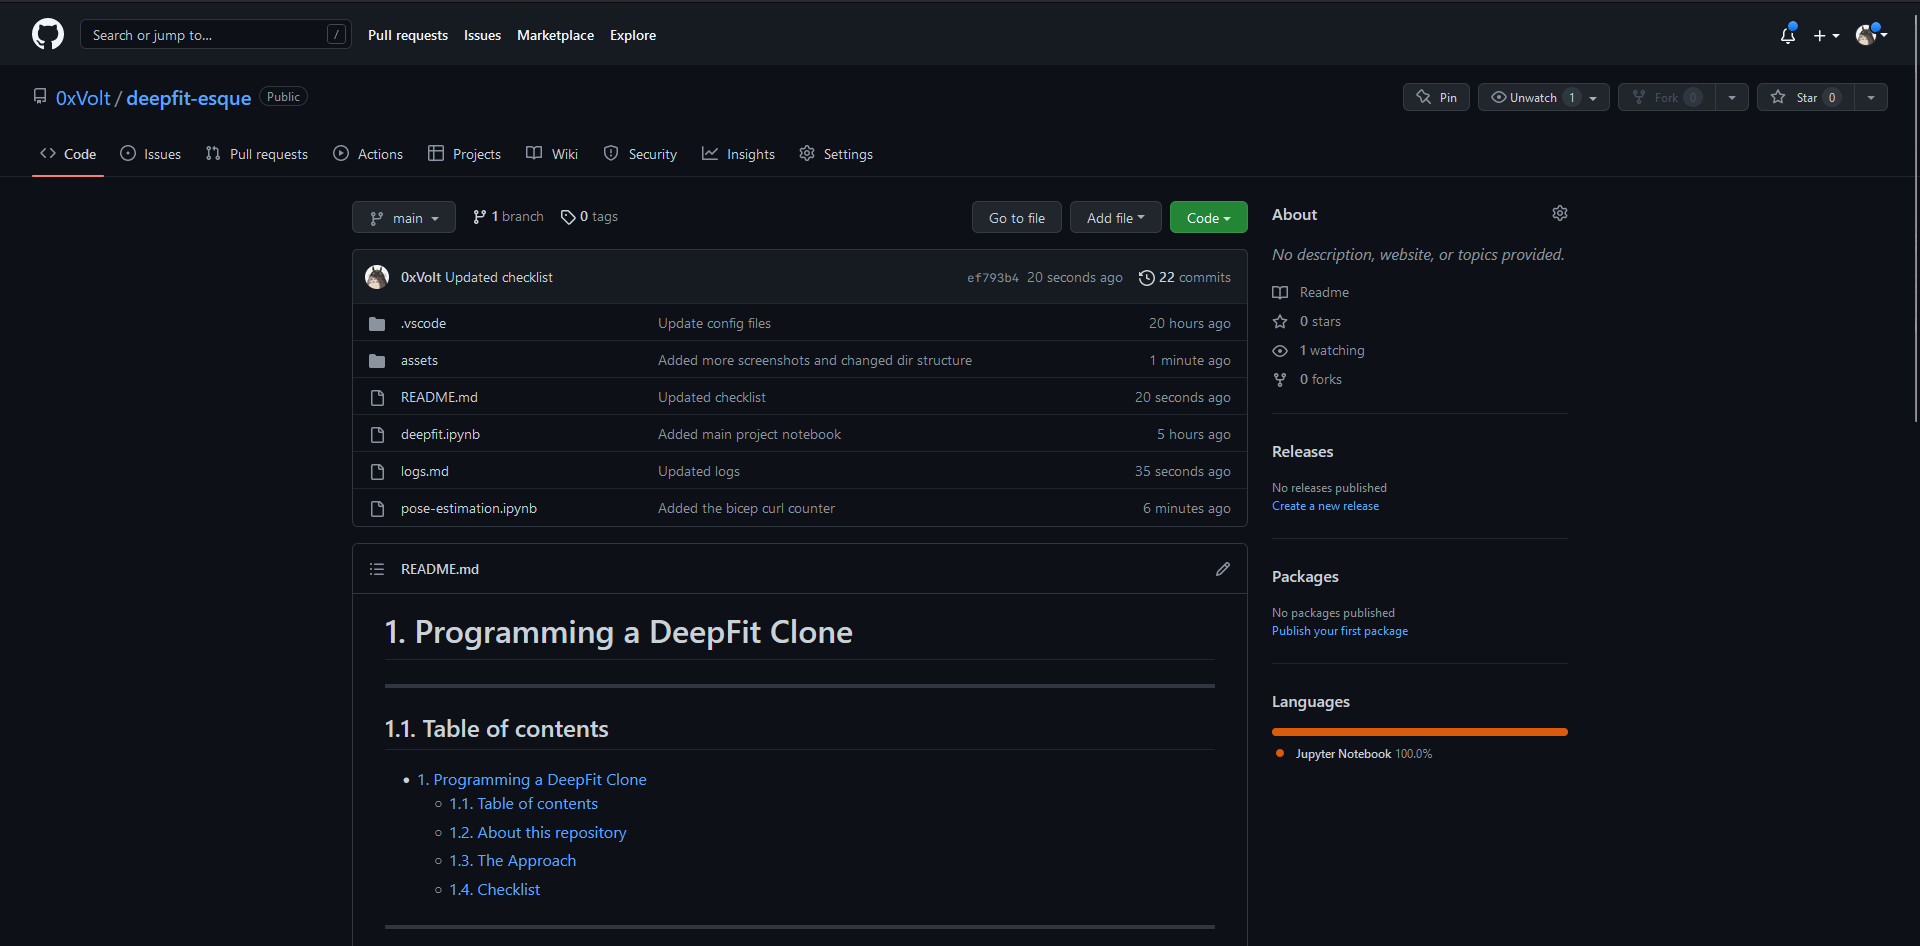 Search or jump to... /
Pull requests Issues Marketplace Explore
0xVolt / deepfit-esque Public
Pin Unwatch 1 Fork 0 Star 0
Code Issues Pull requests Actions Projects Wiki Security Insights Settings
main 1 branch 0 tags Go to file Add file Code
0xVolt Updated checklist ef793b4 20 seconds ago 22 commits
.vscode Update config files 20 hours ago
assets Added more screenshots and changed dir structure 1 minute ago
README.md Updated checklist 20 seconds ago
deepfit.ipynb Added main project notebook 5 hours ago
logs.md Updated logs 35 seconds ago
pose-estimation.ipynb Added the bicep curl counter 6 minutes ago
README.md
1. Programming a DeepFit Clone
1.1. Table of contents
1. Programming a DeepFit Clone
1.1. Table of contents
1.2. About this repository
1.3. The Approach
1.4. Checklist
About
No description, website, or topics provided.
Readme
0 stars
1 watching
0 forks
Releases
No releases published
Create a new release
Packages
No packages published
Publish your first package
Languages
Jupyter Notebook 100.0%